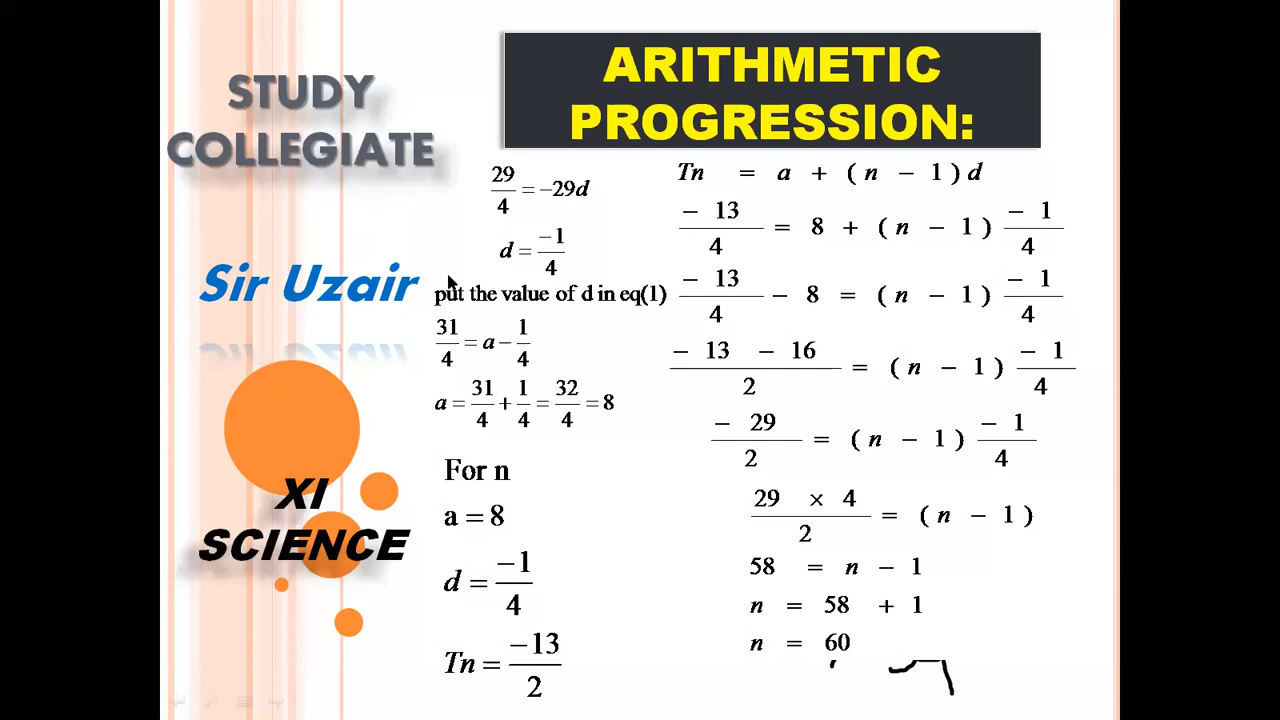 STUDY
COLLEGIATE
Sir Uzair
XI
SCIENCE
ARITHMETIC
PROGRESSION:
29/4 = −29d
d = −1/4
put the value of d in eq(1)
31/4 = a − 1/4
a = 31/4 + 1/4 = 32/4 = 8
For n
a = 8
d = −1/4
Tn = −13/2
Tn = a + ( n − 1 ) d
− 13/4 = 8 + ( n − 1 ) − 1/4
− 13/4 − 8 = ( n − 1 ) − 1/4
− 13 − 16/2 = ( n − 1 ) − 1/4
− 29/2 = ( n − 1 ) − 1/4
29 × 4/2 = ( n − 1 )
58 = n − 1
n = 58 + 1
n = 60